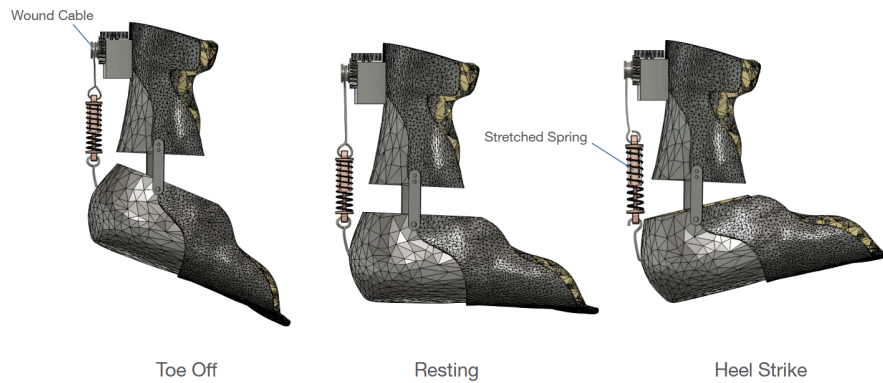 Wound Cable
Stretched Spring
Toe Off
Resting
Heel Strike